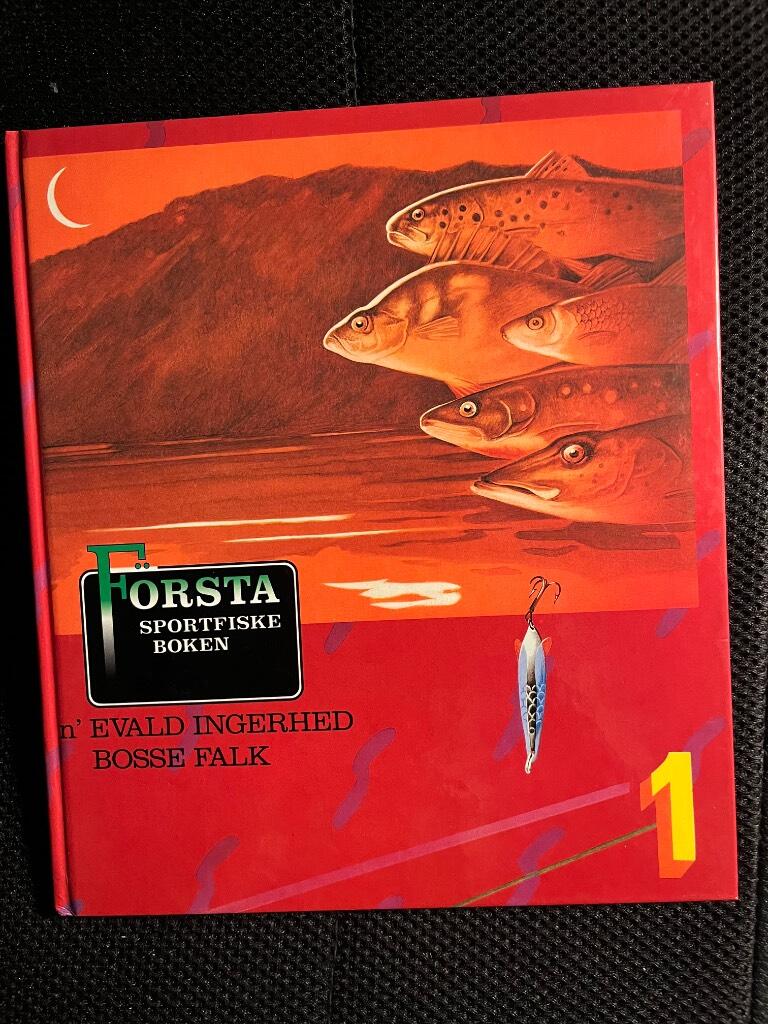 FÖRSTA
SPORTFISKE
BOKEN
n' EVALD INGERHED
BOSSE FALK
1